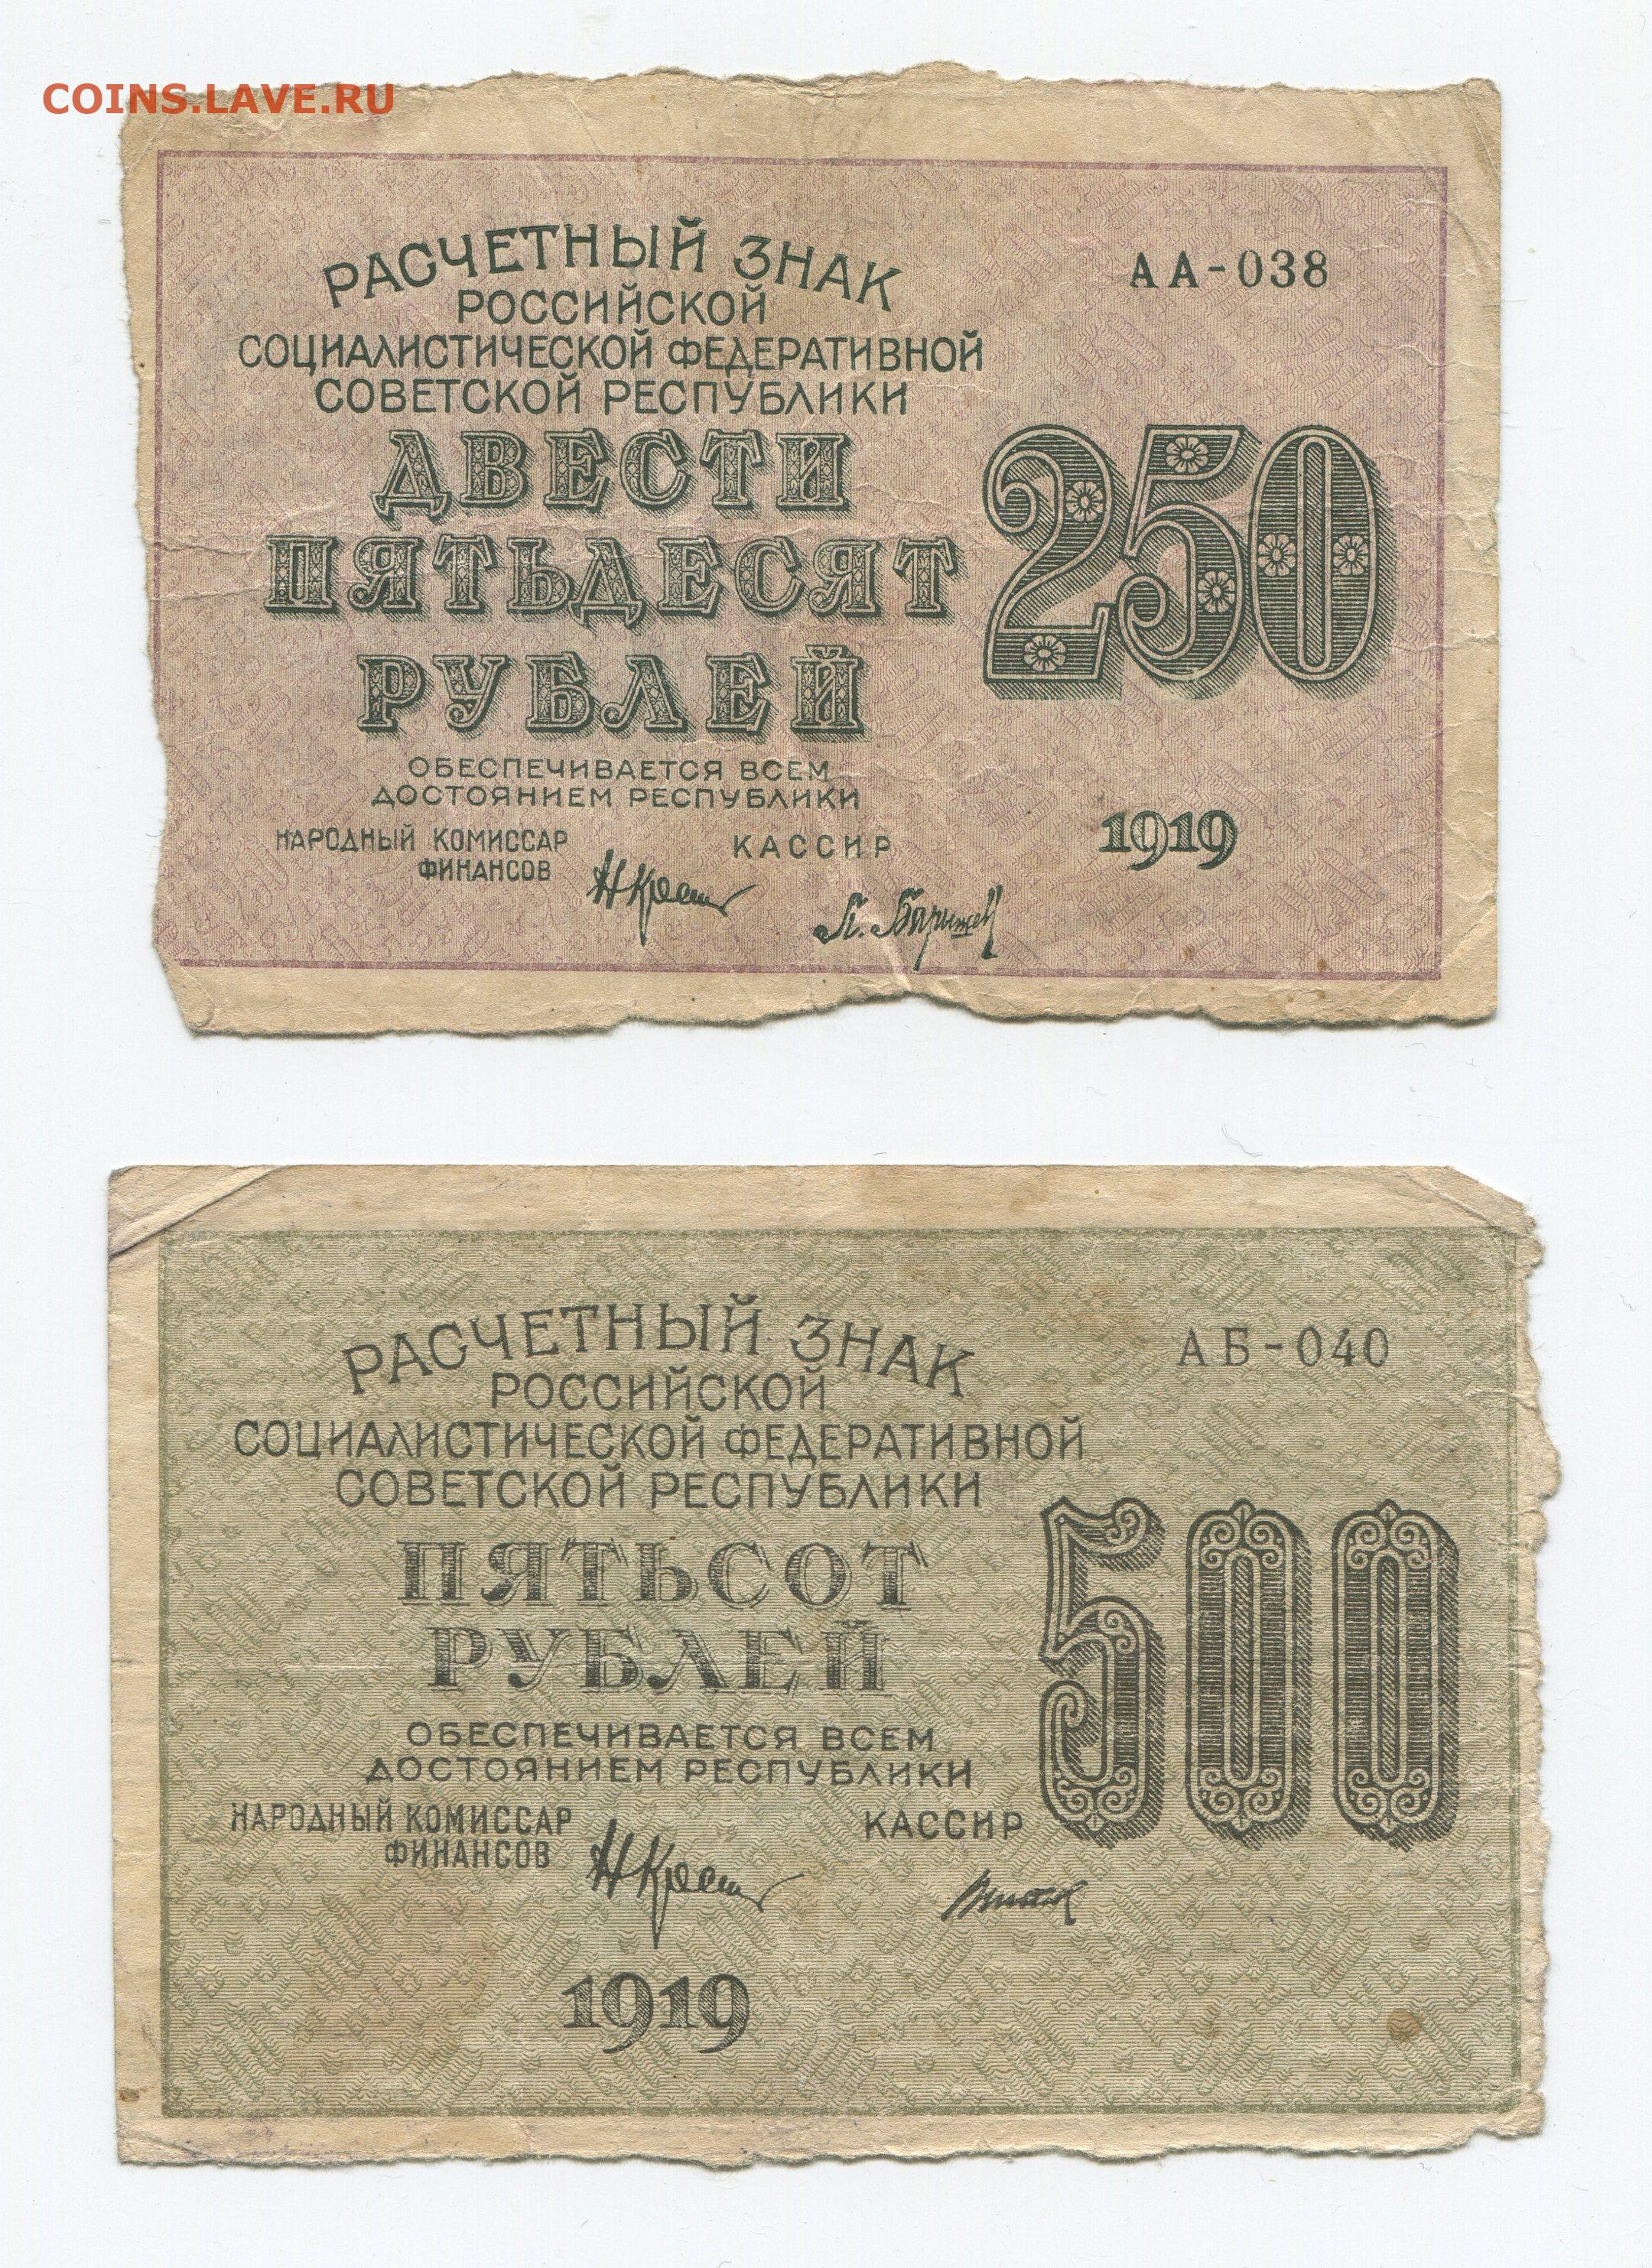 COINS.LAVE.RU
РАСЧЕТНЫЙ ЗНАК
РОССИЙСКОЙ
СОЦИАЛИСТИЧЕСКОЙ ФЕДЕРАТИВНОЙ
СОВЕТСКОЙ РЕСПУБЛИКИ
АА-038
ДВЕСТИ
ПЯТЬДЕСЯТ
РУБЛЕЙ
250
ОБЕСПЕЧИВАЕТСЯ ВСЕМ
ДОСТОЯНИЕМ РЕСПУБЛИКИ
НАРОДНЫЙ КОМИССАР
ФИНАНСОВ
КАССИР
1919
РАСЧЕТНЫЙ ЗНАК
РОССИЙСКОЙ
СОЦИАЛИСТИЧЕСКОЙ ФЕДЕРАТИВНОЙ
СОВЕТСКОЙ РЕСПУБЛИКИ
АБ-040
ПЯТЬСОТ
РУБЛЕЙ
500
ОБЕСПЕЧИВАЕТСЯ ВСЕМ
ДОСТОЯНИЕМ РЕСПУБЛИКИ
НАРОДНЫЙ КОМИССАР
ФИНАНСОВ
КАССИР
1919